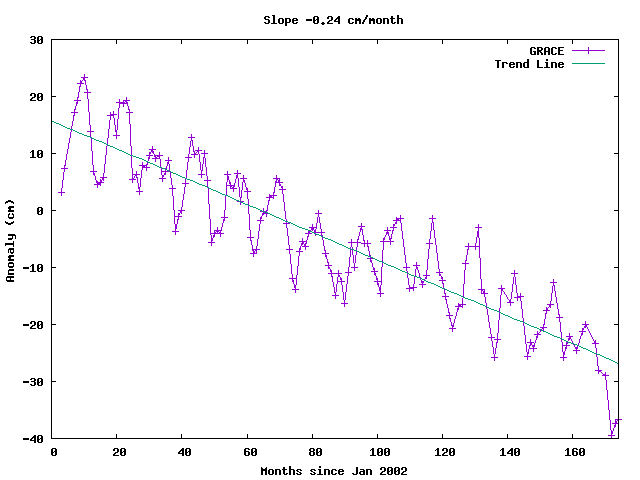 Slope -0.24 cm/month
GRACE
Trend Line
30
20
10
0
-10
-20
-30
-40
Anomaly (cm)
0 20 40 60 80 100 120 140 160
Months since Jan 2002